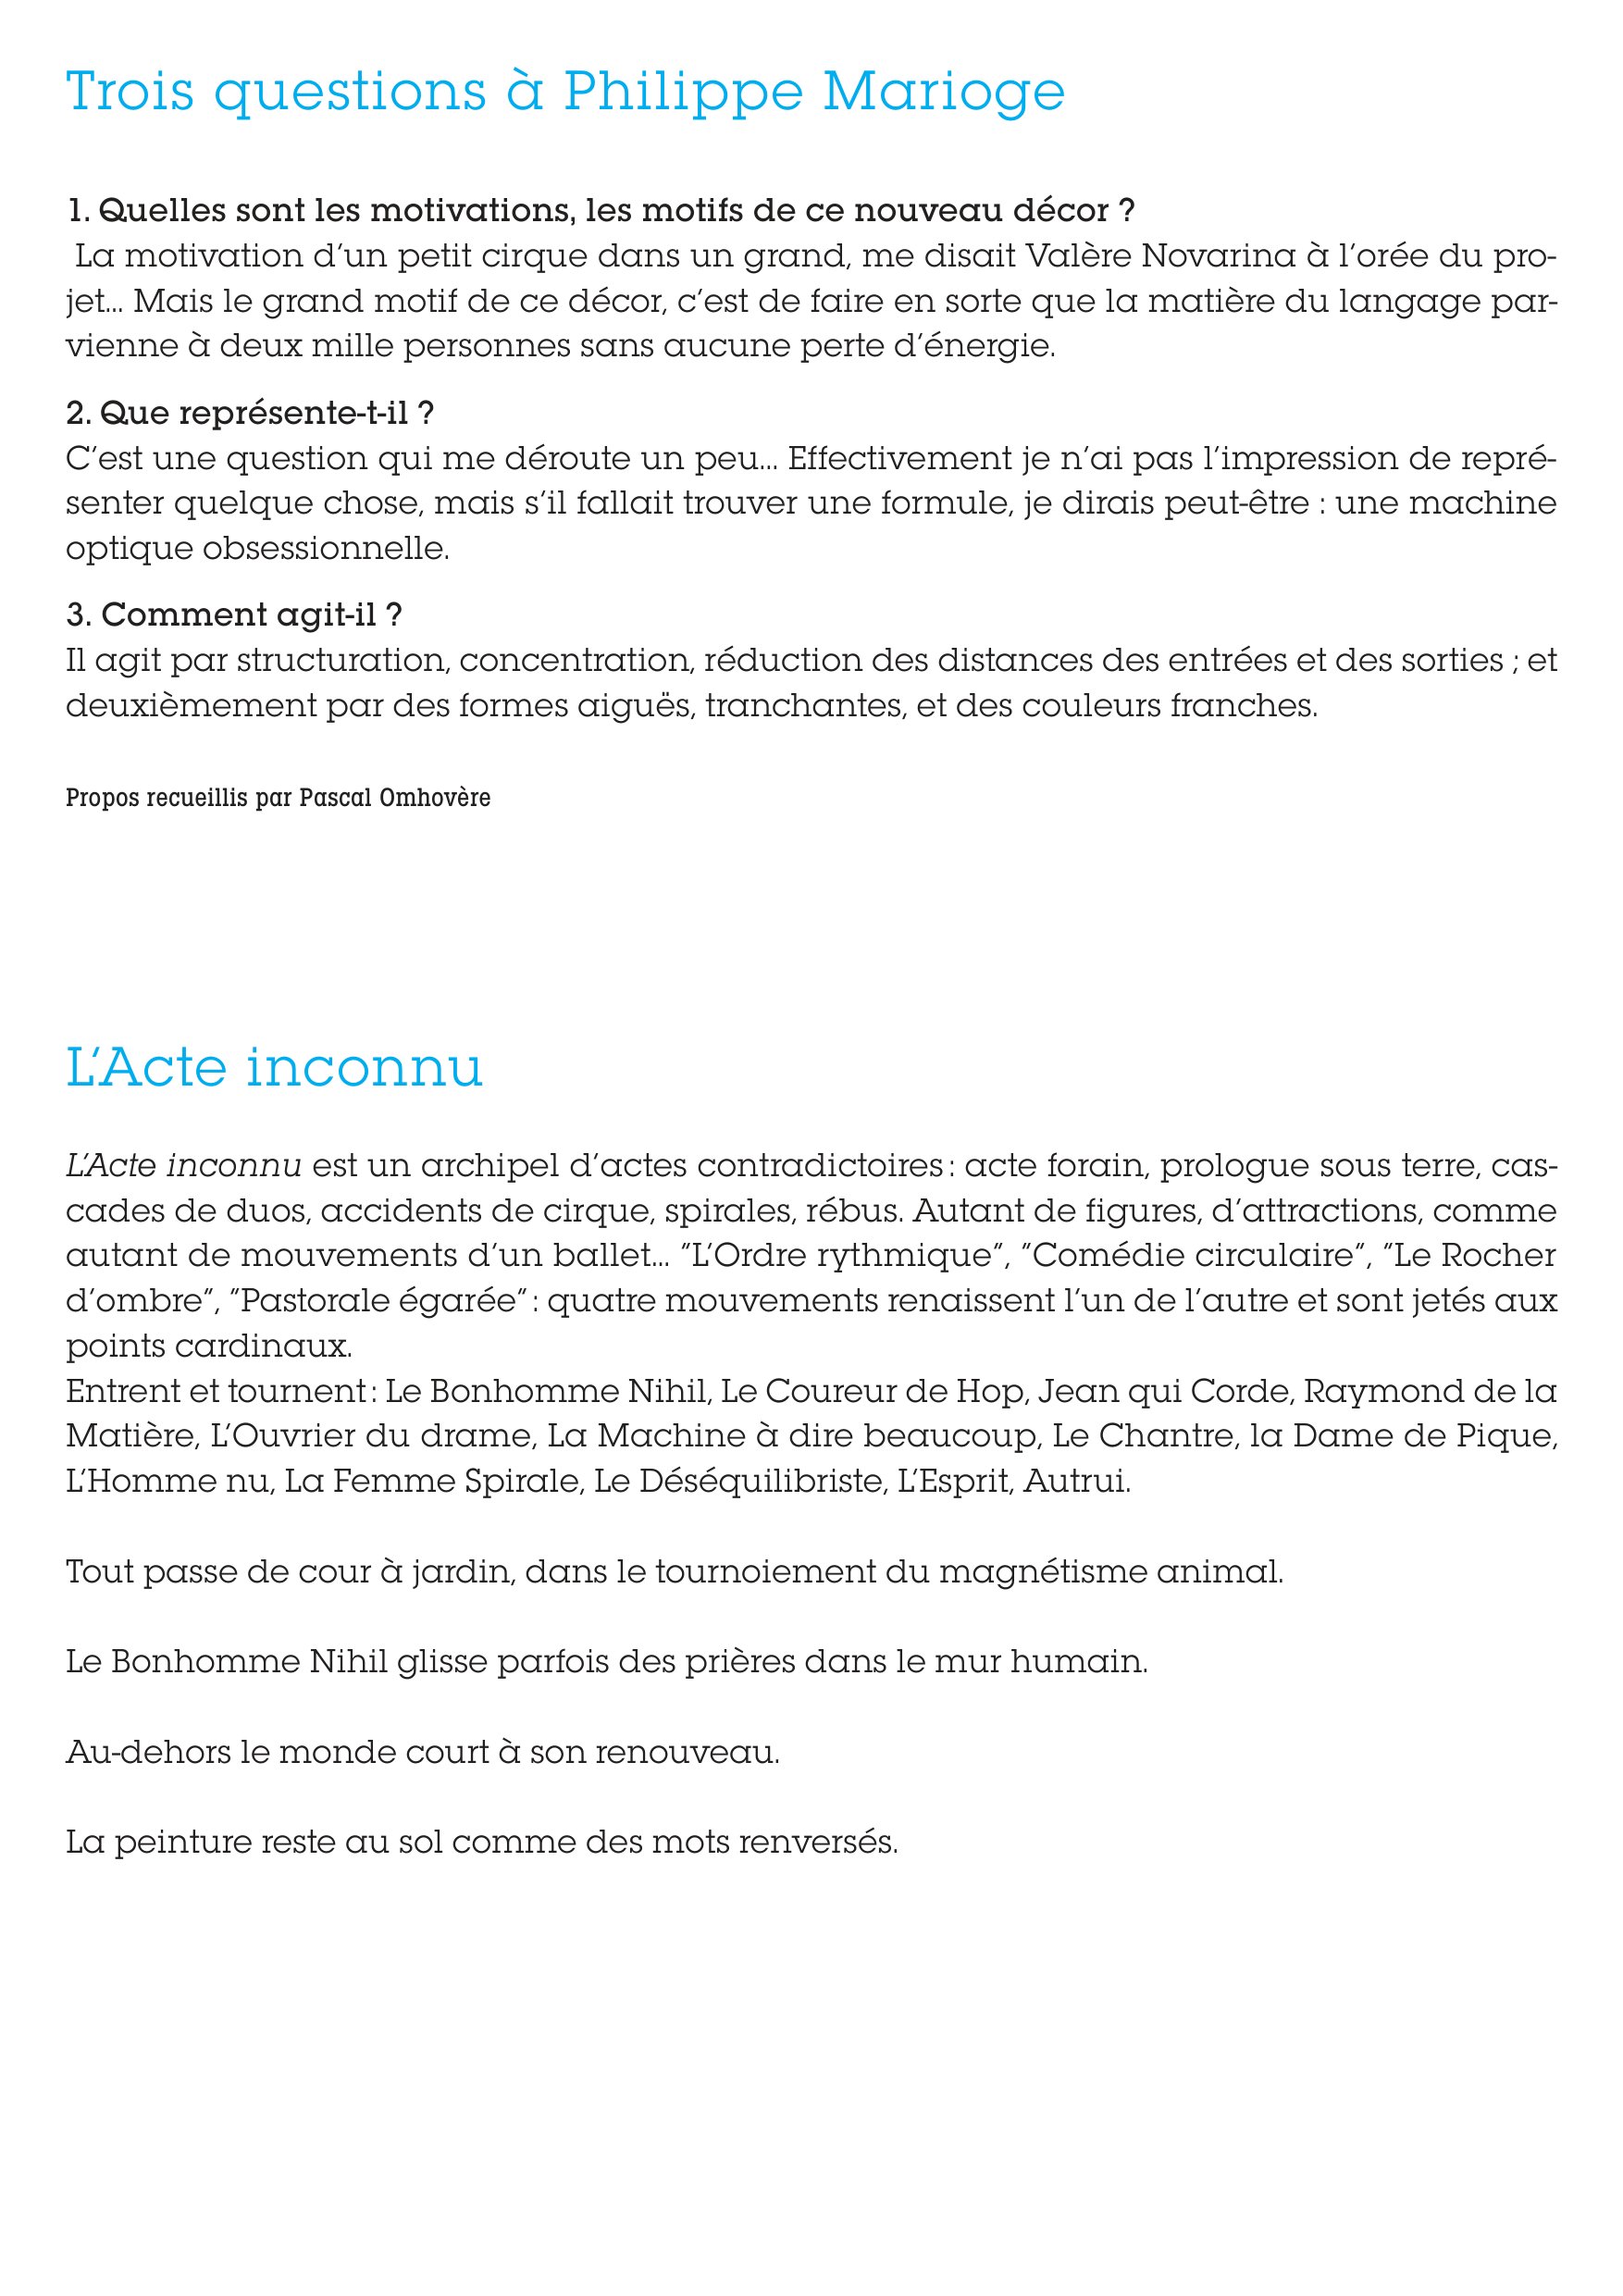 Trois questions à Philippe Marioge
1. Quelles sont les motivations, les motifs de ce nouveau décor ?
La motivation d'un petit cirque dans un grand, me disait Valère Novarina à l'orée du pro-
jet... Mais le grand motif de ce décor, c'est de faire en sorte que la matière du langage par-
vienne à deux mille personnes sans aucune perte d'énergie.
2. Que représente-t-il ?
C'est une question qui me déroute un peu... Effectivement je n'ai pas l'impression de repré-
senter quelque chose, mais s'il fallait trouver une formule, je dirais peut-être : une machine
optique obsessionnelle.
3. Comment agit-il ?
Il agit par structuration, concentration, réduction des distances des entrées et des sorties ; et
deuxièmement par des formes aiguës, tranchantes, et des couleurs franches.
Propos recueillis par Pascal Omhovère
L'Acte inconnu
L'Acte inconnu est un archipel d'actes contradictoires : acte forain, prologue sous terre, cas-
cades de duos, accidents de cirque, spirales, rébus. Autant de figures, d'attractions, comme
autant de mouvements d'un ballet... "L'Ordre rythmique", "Comédie circulaire", "Le Rocher
d'ombre", "Pastorale égarée" : quatre mouvements renaissent l'un de l'autre et sont jetés aux
points cardinaux.
Entrent et tournent : Le Bonhomme Nihil, Le Coureur de Hop, Jean qui Corde, Raymond de la
Matière, L'Ouvrier du drame, La Machine à dire beaucoup, Le Chantre, la Dame de Pique,
L'Homme nu, La Femme Spirale, Le Déséquilibriste, L'Esprit, Autrui.
Tout passe de cour à jardin, dans le tournoiement du magnétisme animal.
Le Bonhomme Nihil glisse parfois des prières dans le mur humain.
Au-dehors le monde court à son renouveau.
La peinture reste au sol comme des mots renversés.